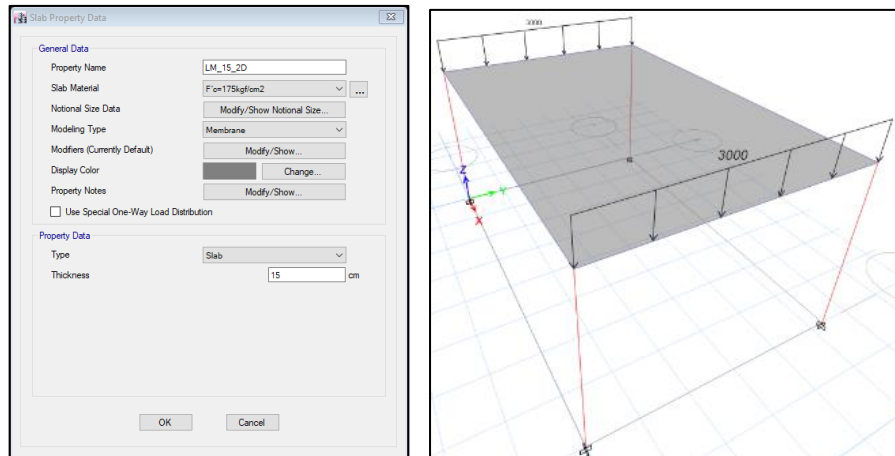 Slab Property Data
General Data
Property Name LM_15_2D
Slab Material F'c=175kgf/cm2 ...
Notional Size Data Modify/Show Notional Size...
Modeling Type Membrane
Modifiers (Currently Default) Modify/Show...
Display Color Change...
Property Notes Modify/Show...
Use Special One-Way Load Distribution
Property Data
Type Slab
Thickness 15 cm
OK Cancel
3000
3000
Z
Y
X